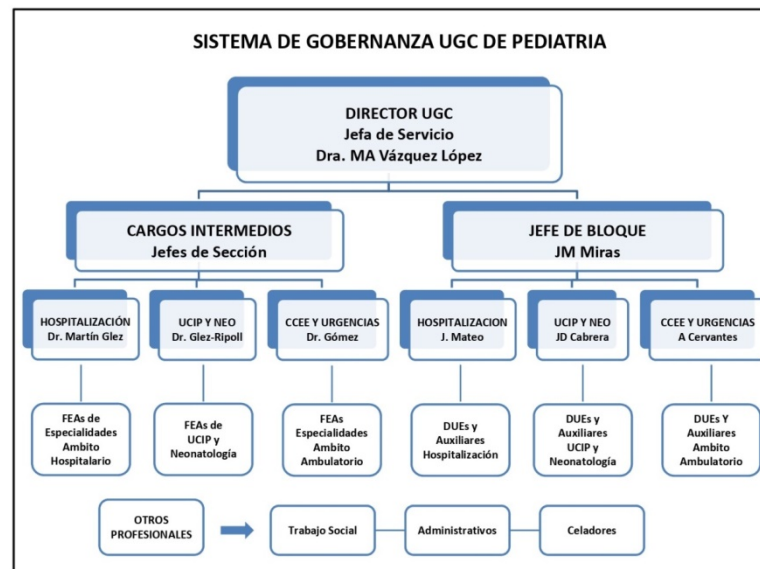 SISTEMA DE GOBERNANZA UGC DE PEDIATRIA
DIRECTOR UGC
Jefa de Servicio
Dra. MA Vázquez López
CARGOS INTERMEDIOS
Jefes de Sección
JEFE DE BLOQUE
JM Miras
HOSPITALIZACIÓN
Dr. Martín Glez
UCIP Y NEO
Dr. Glez-Ripoll
CCEE Y URGENCIAS
Dr. Gómez
HOSPITALIZACION
J. Mateo
UCIP Y NEO
JD Cabrera
CCEE Y URGENCIAS
A Cervantes
FEAs de
Especialidades
Ambito
Hospitalario
FEAs de
UCIP y
Neonatología
FEAs
Especialidades
Ambito
Ambulatorio
DUEs y
Auxiliares
Hospitalización
DUEs y
Auxiliares
UCIP y
Neonatología
DUEs Y
Auxiliares
Ambito
Ambulatorio
OTROS
PROFESIONALES
Trabajo Social
Administrativos
Celadores